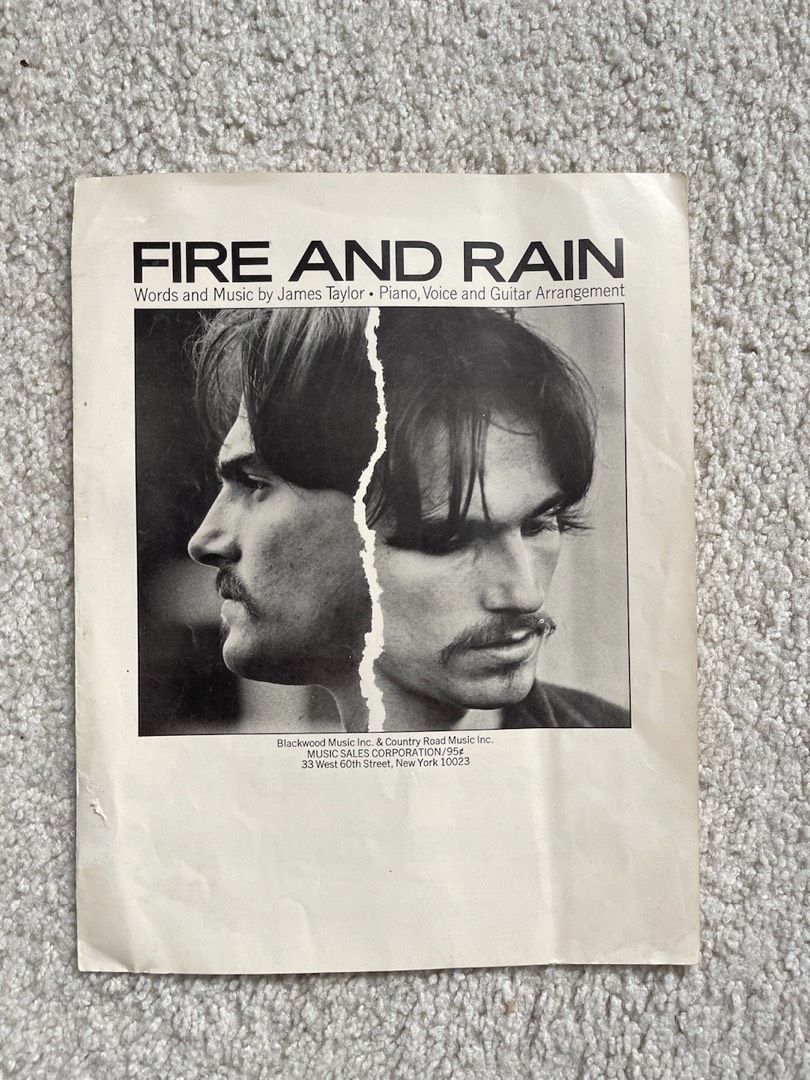 FIRE AND RAIN
Words and Music by James Taylor • Piano, Voice and Guitar Arrangement
Blackwood Music Inc. & Country Road Music Inc.
MUSIC SALES CORPORATION/95¢
33 West 60th Street, New York 10023